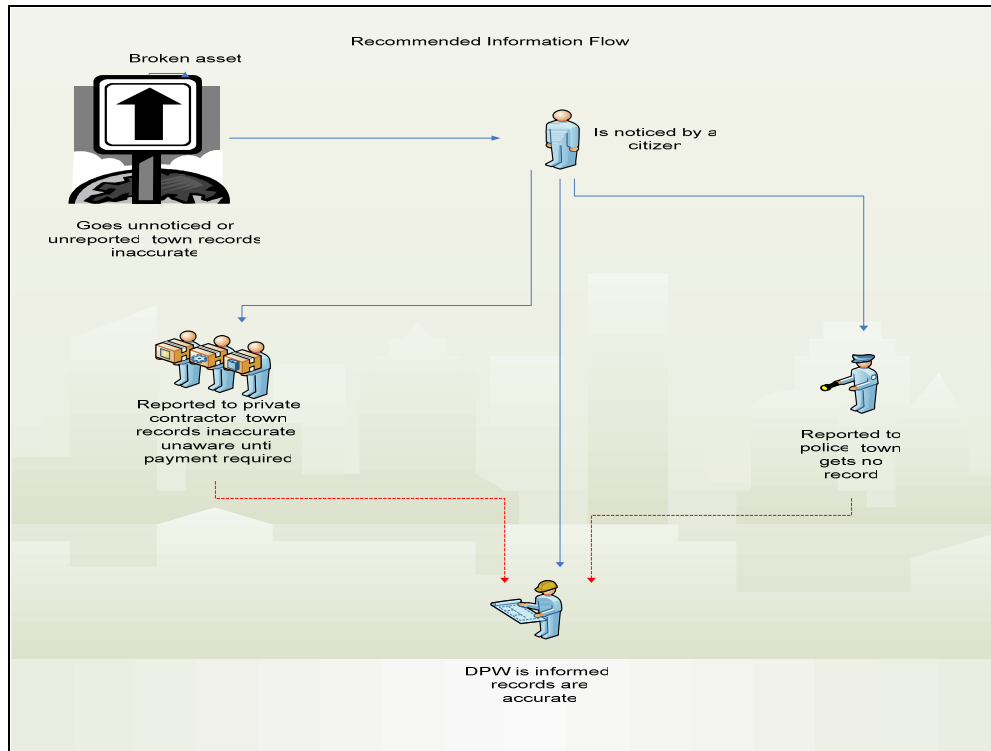 Recommended Information Flow
Broken asset
Is noticed by a
citizen
Goes unnoticed or
unreported town records
inaccurate
Reported to private
contractor town
records inaccurate
unaware unti
payment required
Reported to
police town
gets no
record
DPW is informed
records are
accurate